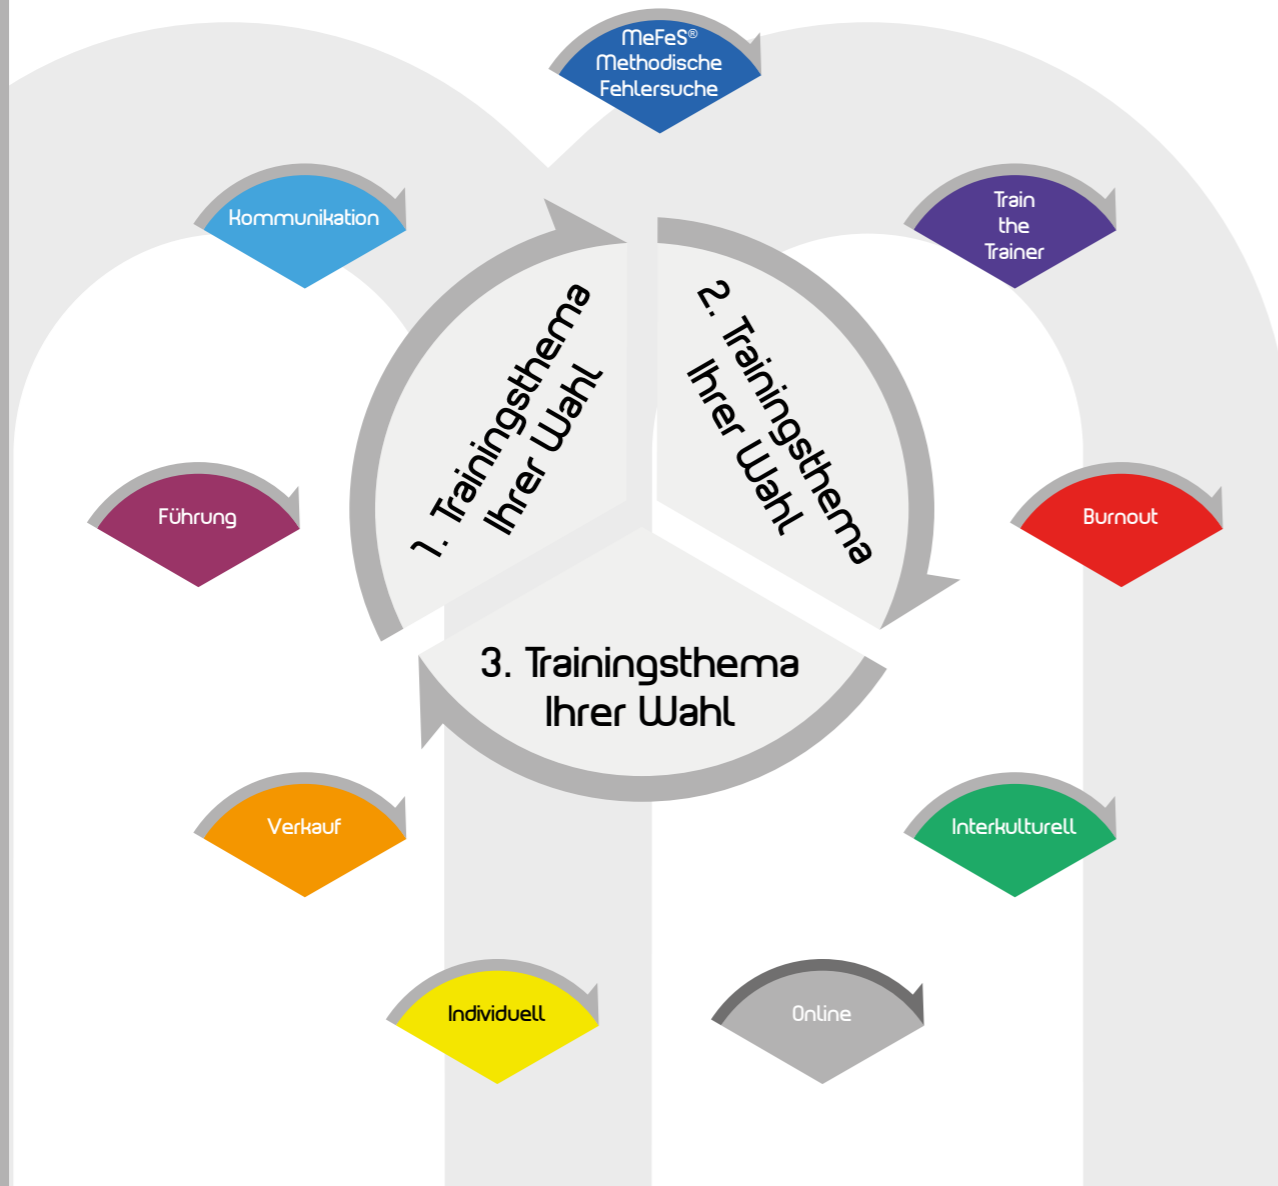 MeFeS®
Methodische
Fehlersuche
Kommunikation
Train
the
Trainer
1. Trainingsthema
Ihrer Wahl
2. Trainingsthema
Ihrer Wahl
Führung
Burnout
3. Trainingsthema
Ihrer Wahl
Verkauf
Interkulturell
Individuell
Online